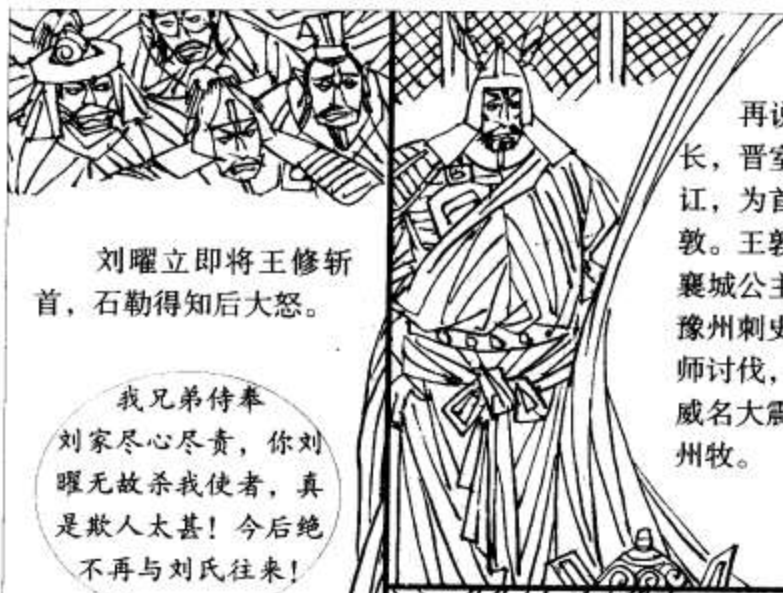 刘曜立即将王修斩
首，石勒得知后大怒。
我兄弟侍奉
刘家尽心尽责，你刘
曜无故杀我使者，真
是欺人太甚！今后绝
不再与刘氏往来！
再说
长，晋室
讧，为首
敦。王敦
襄城公主
豫州刺史
师讨伐，
威名大震
州牧。